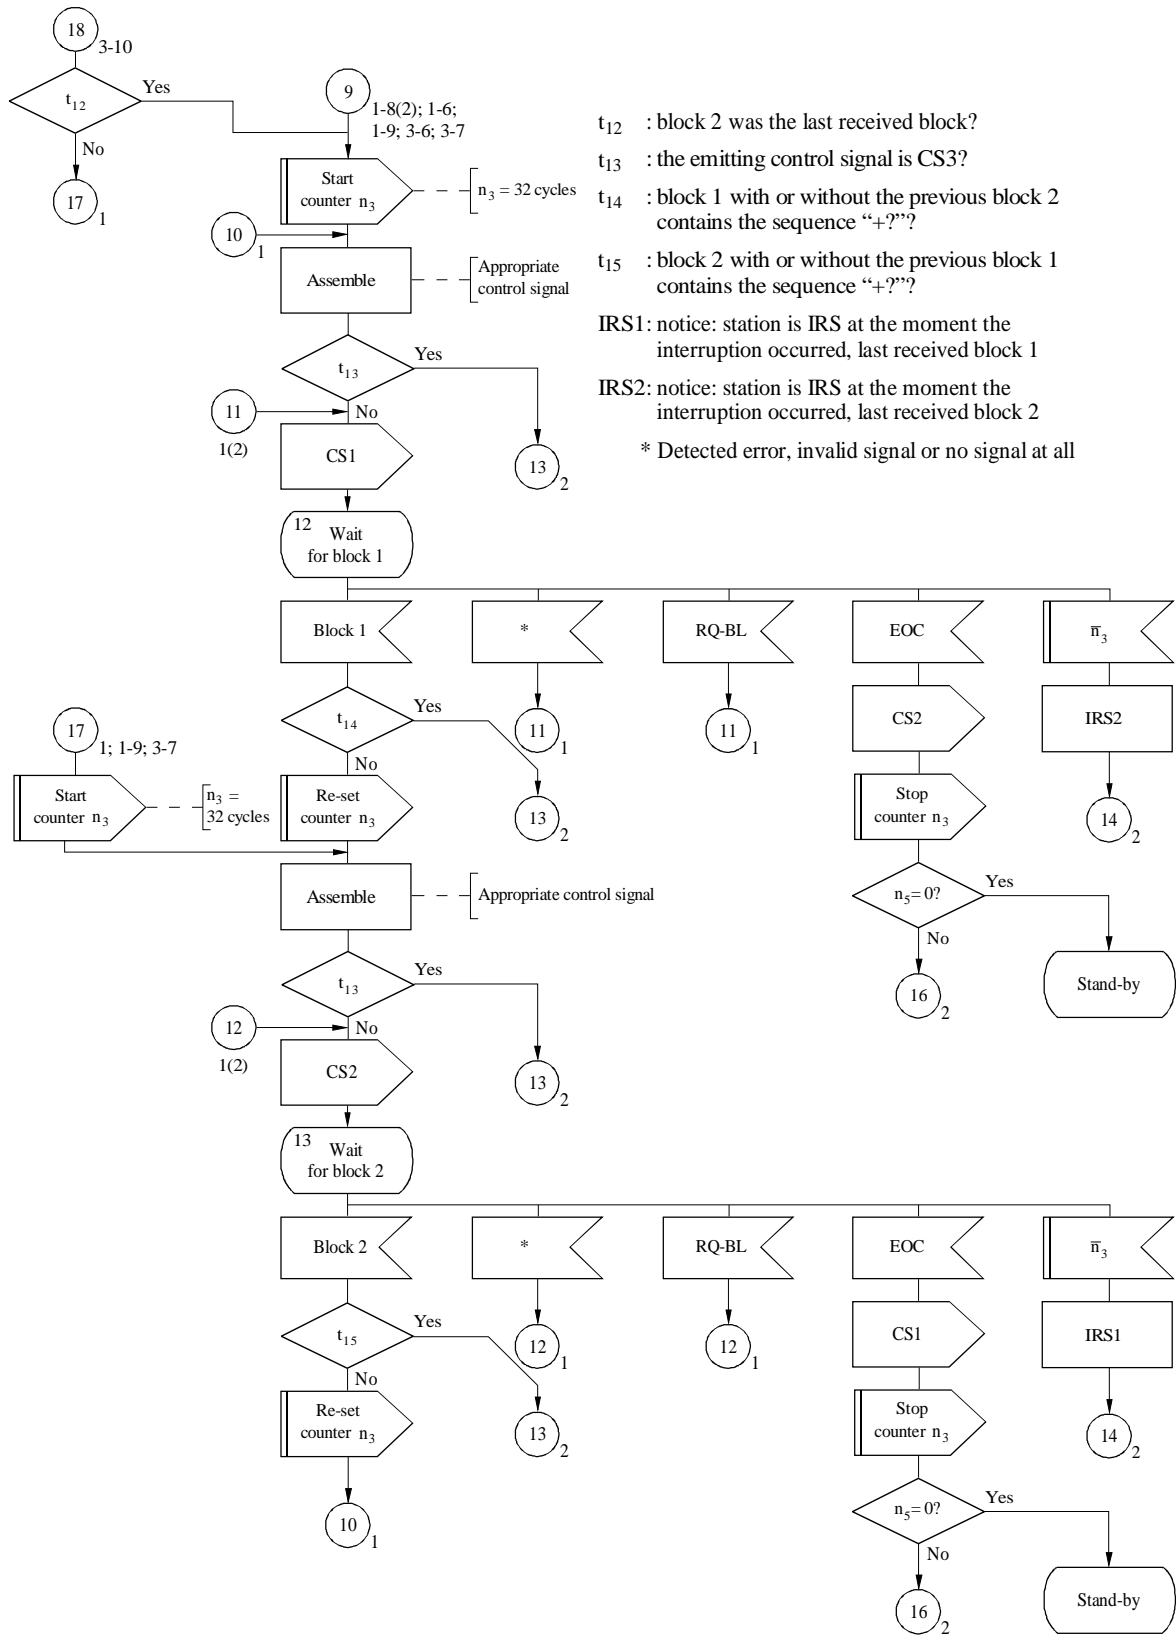 18
3-10
t12
Yes
No
17
1
9
1-8(2); 1-6;
1-9; 3-6; 3-7
Start
counter n3
n3 = 32 cycles
10
1
Assemble
Appropriate
control signal
t13
Yes
No
11
1(2)
13
2
CS1
12 Wait
for block 1
t12 : block 2 was the last received block?
t13 : the emitting control signal is CS3?
t14 : block 1 with or without the previous block 2
contains the sequence “+?”?
t15 : block 2 with or without the previous block 1
contains the sequence “+?”?
IRS1: notice: station is IRS at the moment the
interruption occurred, last received block 1
IRS2: notice: station is IRS at the moment the
interruption occurred, last received block 2
* Detected error, invalid signal or no signal at all
Block 1
*
RQ-BL
EOC
n̅3
t14
Yes
No
11
1
11
1
CS2
IRS2
17
1; 1-9; 3-7
Start
counter n3
n3 =
32 cycles
Re-set
counter n3
13
2
Stop
counter n3
14
2
Assemble
Appropriate control signal
n5= 0?
Yes
No
16
2
Stand-by
t13
Yes
No
12
1(2)
13
2
CS2
13 Wait
for block 2
Block 2
*
RQ-BL
EOC
n̅3
t15
Yes
No
12
1
12
1
CS1
IRS1
Re-set
counter n3
13
2
Stop
counter n3
14
2
10
1
n5= 0?
Yes
No
16
2
Stand-by